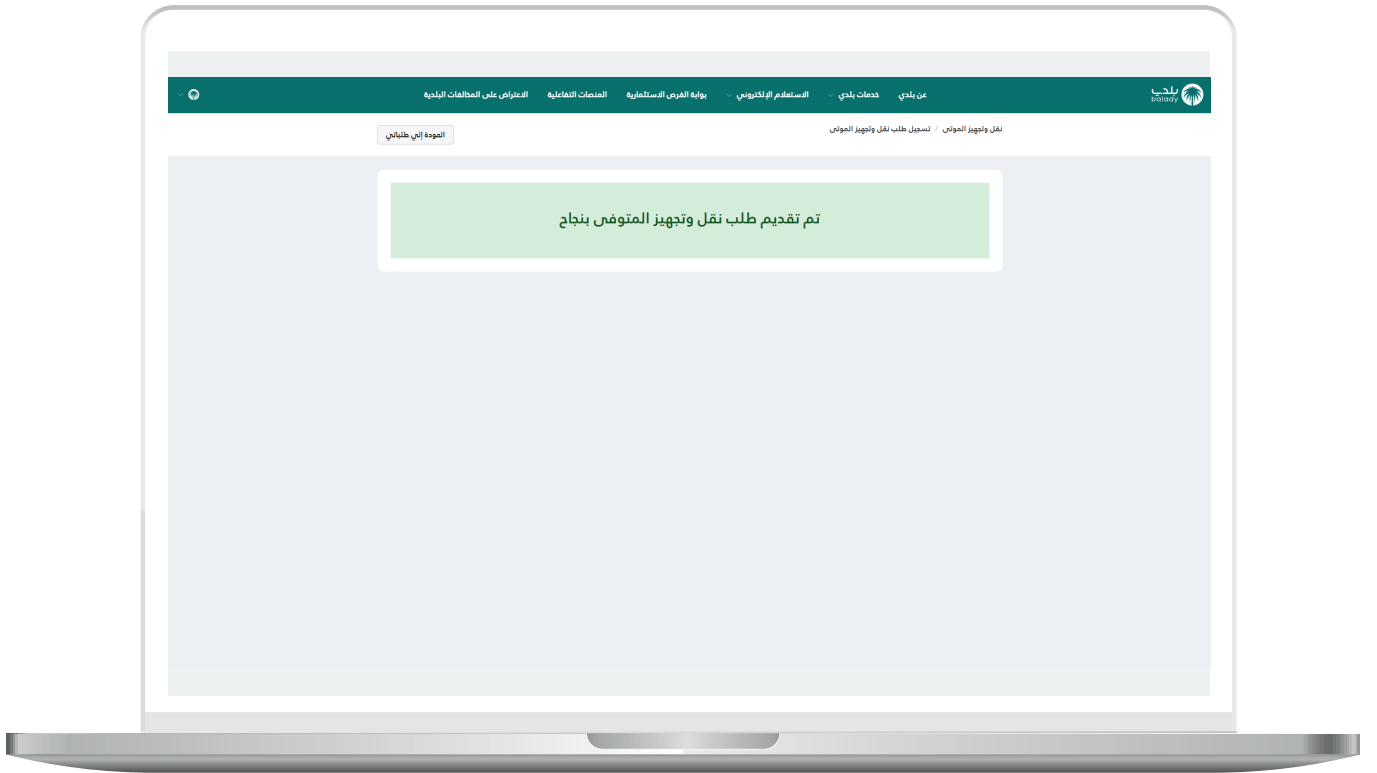 بلدي
balady
عن بلدي
خدمات بلدي
الاستعلام الإلكتروني
بوابة الفرص الاستثمارية
المنصات التفاعلية
الاعتراض على المخالفات البلدية
نقل وتجهيز الموتى / تسجيل طلب نقل وتجهيز الموتى
العودة إلي طلباتي
تم تقديم طلب نقل وتجهيز المتوفى بنجاح